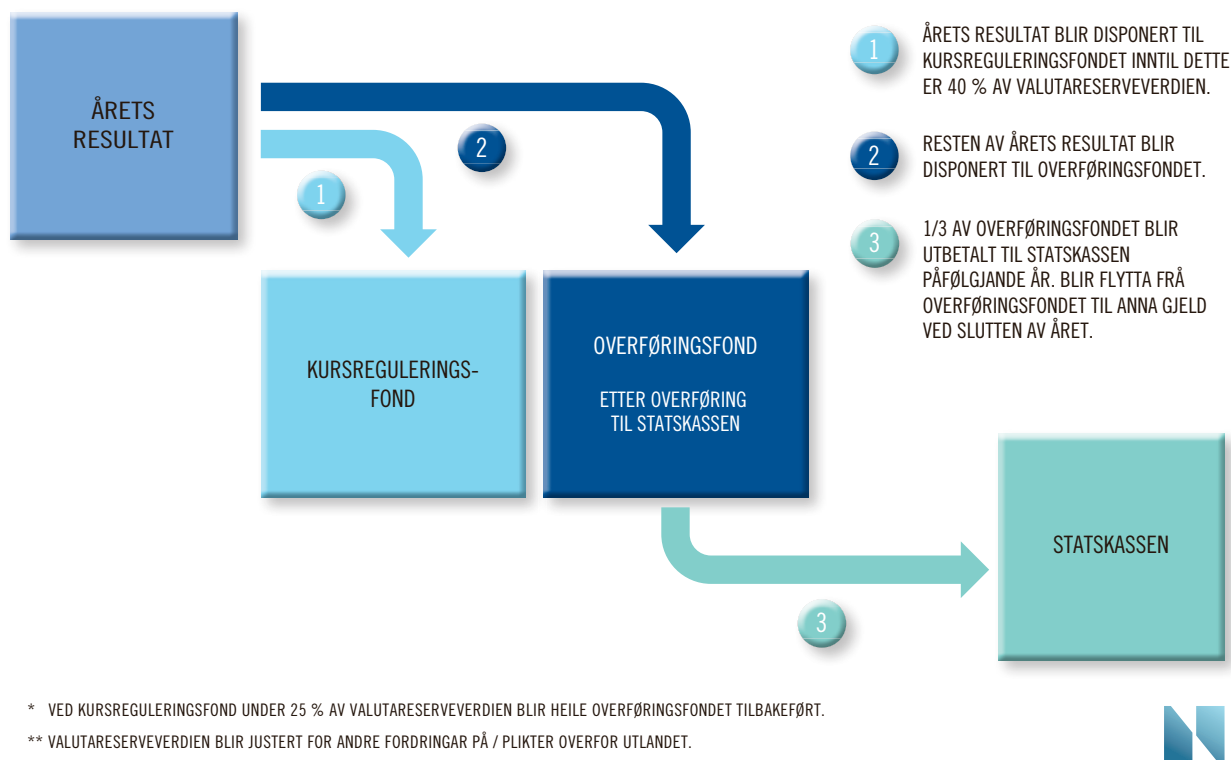 ÅRETS
RESULTAT
1
2
KURSREGULERINGS-
FOND
OVERFØRINGSFOND
ETTER OVERFØRING
TIL STATSKASSEN
3
STATSKASSEN
1
ÅRETS RESULTAT BLIR DISPONERT TIL
KURSREGULERINGSFONDET INNTIL DETTE
ER 40 % AV VALUTARESERVEVERDIEN.
2
RESTEN AV ÅRETS RESULTAT BLIR
DISPONERT TIL OVERFØRINGSFONDET.
3
1/3 AV OVERFØRINGSFONDET BLIR
UTBETALT TIL STATSKASSEN
PÅFØLGJANDE ÅR. BLIR FLYTTA FRÅ
OVERFØRINGSFONDET TIL ANNA GJELD
VED SLUTTEN AV ÅRET.
* VED KURSREGULERINGSFOND UNDER 25 % AV VALUTARESERVEVERDIEN BLIR HEILE OVERFØRINGSFONDET TILBAKEFØRT.
** VALUTARESERVEVERDIEN BLIR JUSTERT FOR ANDRE FORDRINGAR PÅ / PLIKTER OVERFOR UTLANDET.